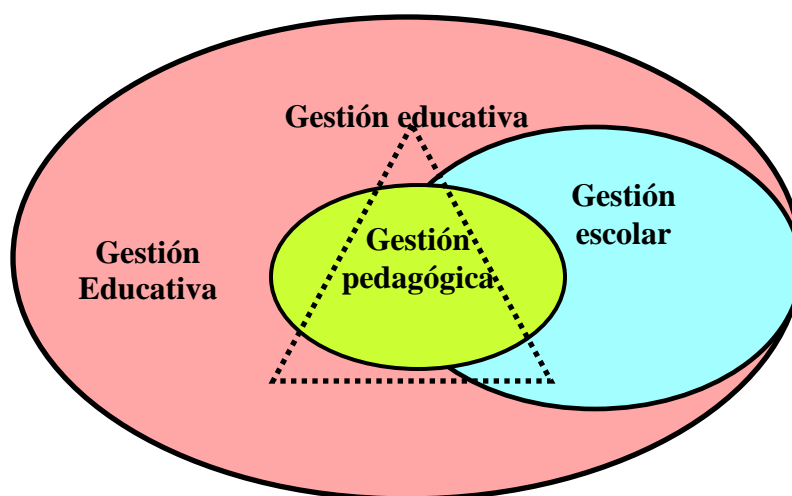 Gestión educativa
Gestión
escolar
Gestión
pedagógica
Gestión
Educativa